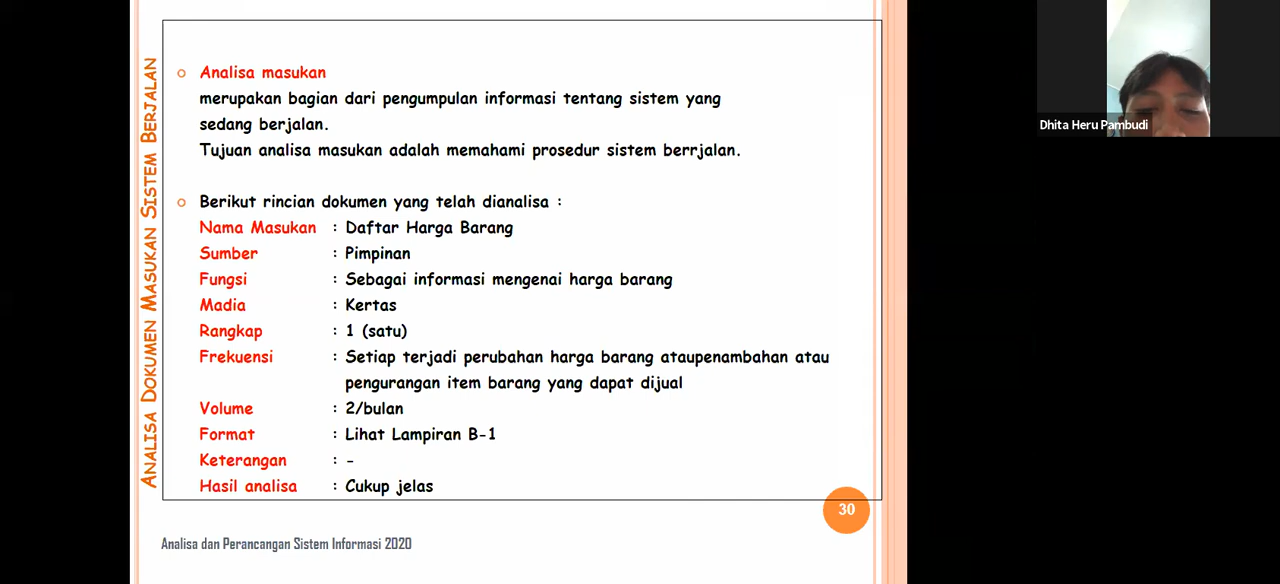 ANALISA DOKUMEN MASUKAN SISTEM BERJALAN
Analisa masukan
merupakan bagian dari pengumpulan informasi tentang sistem yang
sedang berjalan.
Tujuan analisa masukan adalah memahami prosedur sistem berrjalan.
Berikut rincian dokumen yang telah dianalisa :
Nama Masukan : Daftar Harga Barang
Sumber : Pimpinan
Fungsi : Sebagai informasi mengenai harga barang
Madia : Kertas
Rangkap : 1 (satu)
Frekuensi : Setiap terjadi perubahan harga barang ataupenambahan atau
pengurangan item barang yang dapat dijual
Volume : 2/bulan
Format : Lihat Lampiran B-1
Keterangan : -
Hasil analisa : Cukup jelas
30
Analisa dan Perancangan Sistem Informasi 2020
Dhita Heru Pambudi